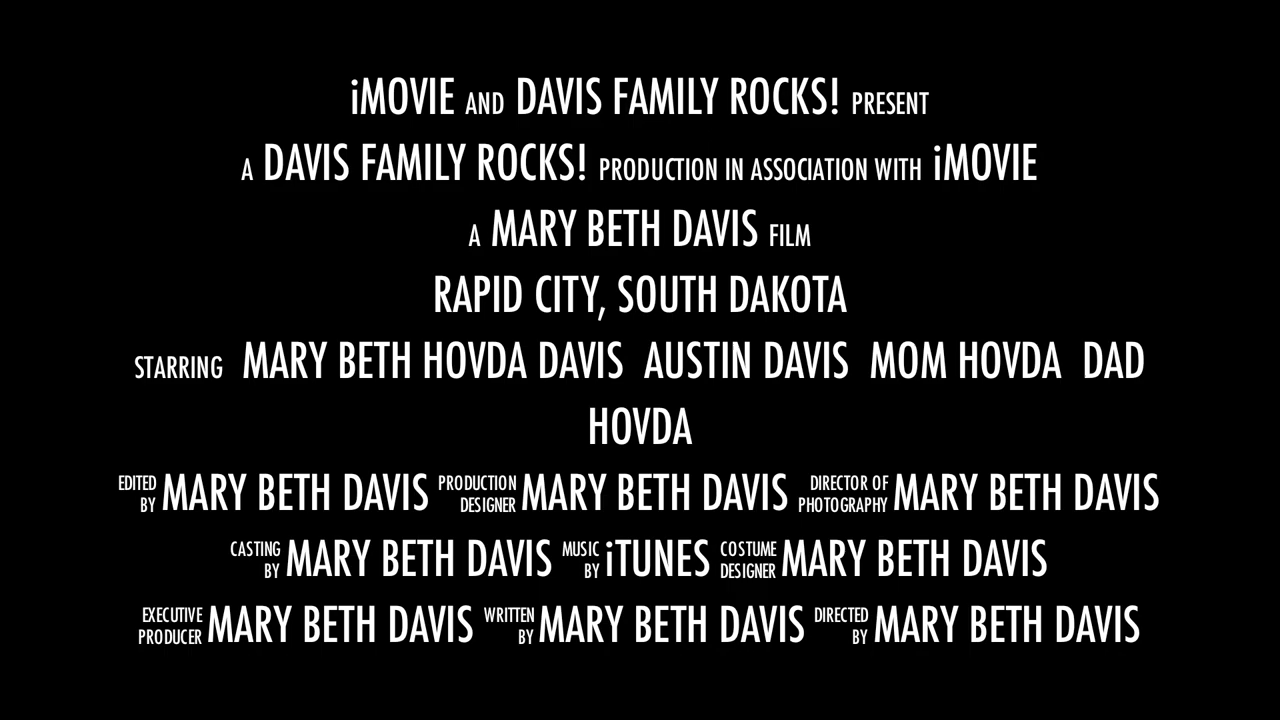 iMOVIE AND DAVIS FAMILY ROCKS! PRESENT
A DAVIS FAMILY ROCKS! PRODUCTION IN ASSOCIATION WITH iMOVIE
A MARY BETH DAVIS FILM
RAPID CITY, SOUTH DAKOTA
STARRING MARY BETH HOVDA DAVIS AUSTIN DAVIS MOM HOVDA DAD
HOVDA
EDITED BY MARY BETH DAVIS PRODUCTION DESIGNER MARY BETH DAVIS DIRECTOR OF PHOTOGRAPHY MARY BETH DAVIS
CASTING BY MARY BETH DAVIS MUSIC BY iTUNES COSTUME DESIGNER MARY BETH DAVIS
EXECUTIVE PRODUCER MARY BETH DAVIS WRITTEN BY MARY BETH DAVIS DIRECTED BY MARY BETH DAVIS